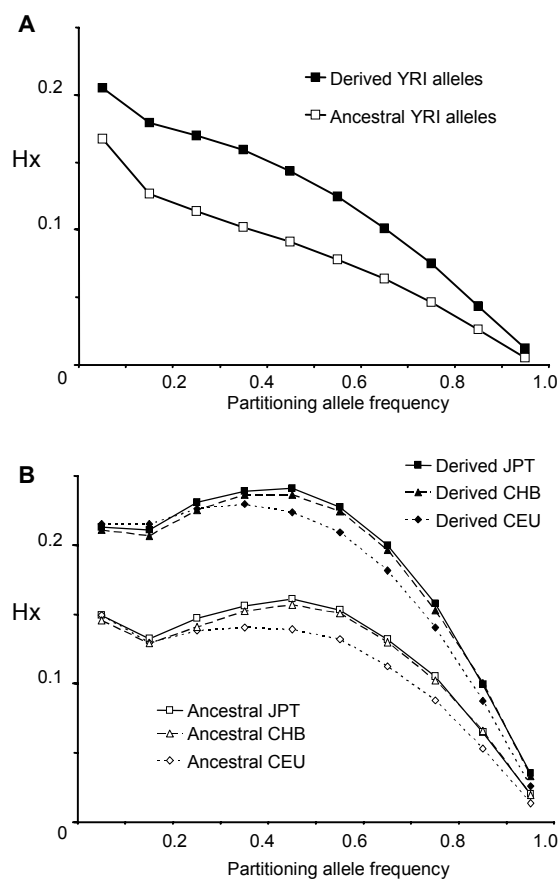 A
Derived YRI alleles
0.2
Ancestral YRI alleles
Hx
0.1
0
0.2 0.4 0.6 0.8 1.0
Partitioning allele frequency
B
Derived JPT
Derived CHB
Derived CEU
0.2
Hx
0.1
Ancestral JPT
Ancestral CHB
Ancestral CEU
0
0.2 0.4 0.6 0.8 1.0
Partitioning allele frequency